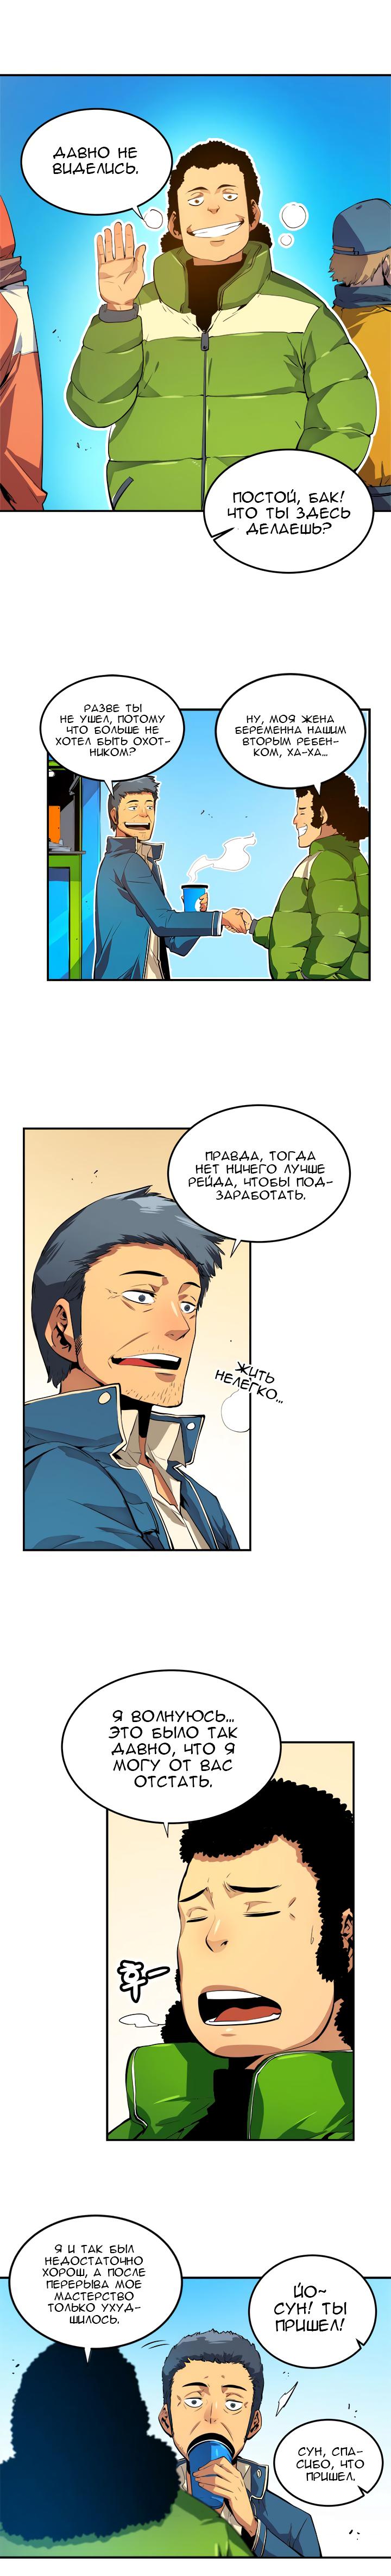 ДАВНО НЕ
ВИДЕЛИСЬ.
ПОСТОЙ, БАК!
ЧТО ТЫ ЗДЕСЬ
ДЕЛАЕШЬ?
РАЗВЕ ТЫ
НЕ УШЕЛ, ПОТОМУ
ЧТО БОЛЬШЕ НЕ
ХОТЕЛ БЫТЬ ОХОТ-
НИКОМ?
НУ, МОЯ ЖЕНА
БЕРЕМЕННА НАШИМ
ВТОРЫМ РЕБЕН-
КОМ, ХА-ХА...
ПРАВДА, ТОГДА
НЕТ НИЧЕГО ЛУЧШЕ
РЕЙДА, ЧТОБЫ ПОД-
ЗАРАБОТАТЬ.
ЖИТЬ
НЕЛЕГКО...
Я ВОЛНУЮСЬ...
ЭТО БЫЛО ТАК
ДАВНО, ЧТО Я
МОГУ ОТ ВАС
ОТСТАТЬ.
후ㅡ
Я И ТАК БЫЛ
НЕДОСТАТОЧНО
ХОРОШ, А ПОСЛЕ
ПЕРЕРЫВА МОЕ
МАСТЕРСТВО
ТОЛЬКО УХУД-
ШИЛОСЬ.
ЙО~
СУН! ТЫ
ПРИШЕЛ!
СУН, СПА-
СИБО, ЧТО
ПРИШЕЛ.